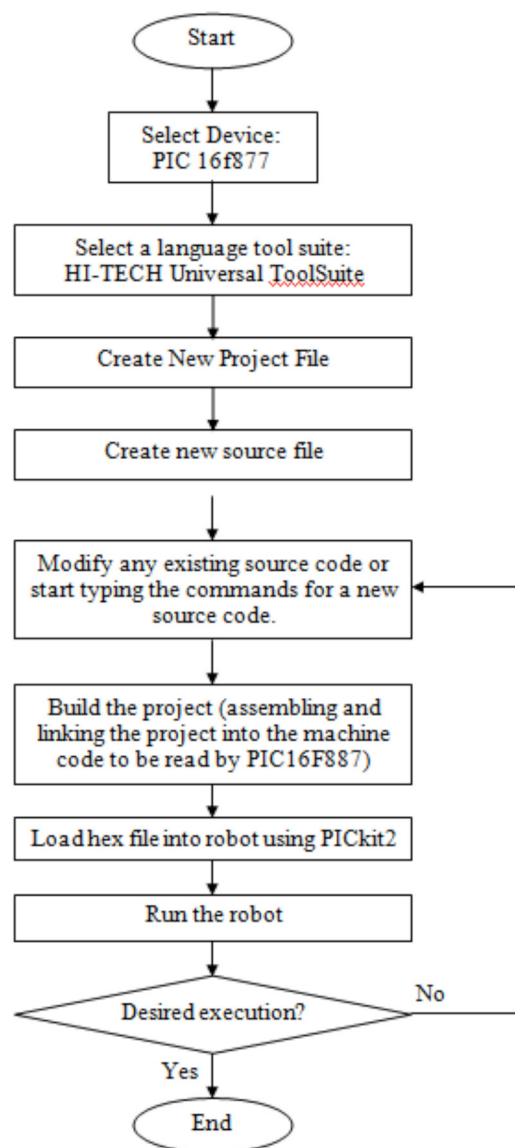 Start
Select Device:
PIC 16f877
Select a language tool suite:
HI-TECH Universal ToolSuite
Create New Project File
Create new source file
Modify any existing source code or
start typing the commands for a new
source code.
Build the project (assembling and
linking the project into the machine
code to be read by PIC16F887)
Load hex file into robot using PICkit2
Run the robot
Desired execution?
No
Yes
End